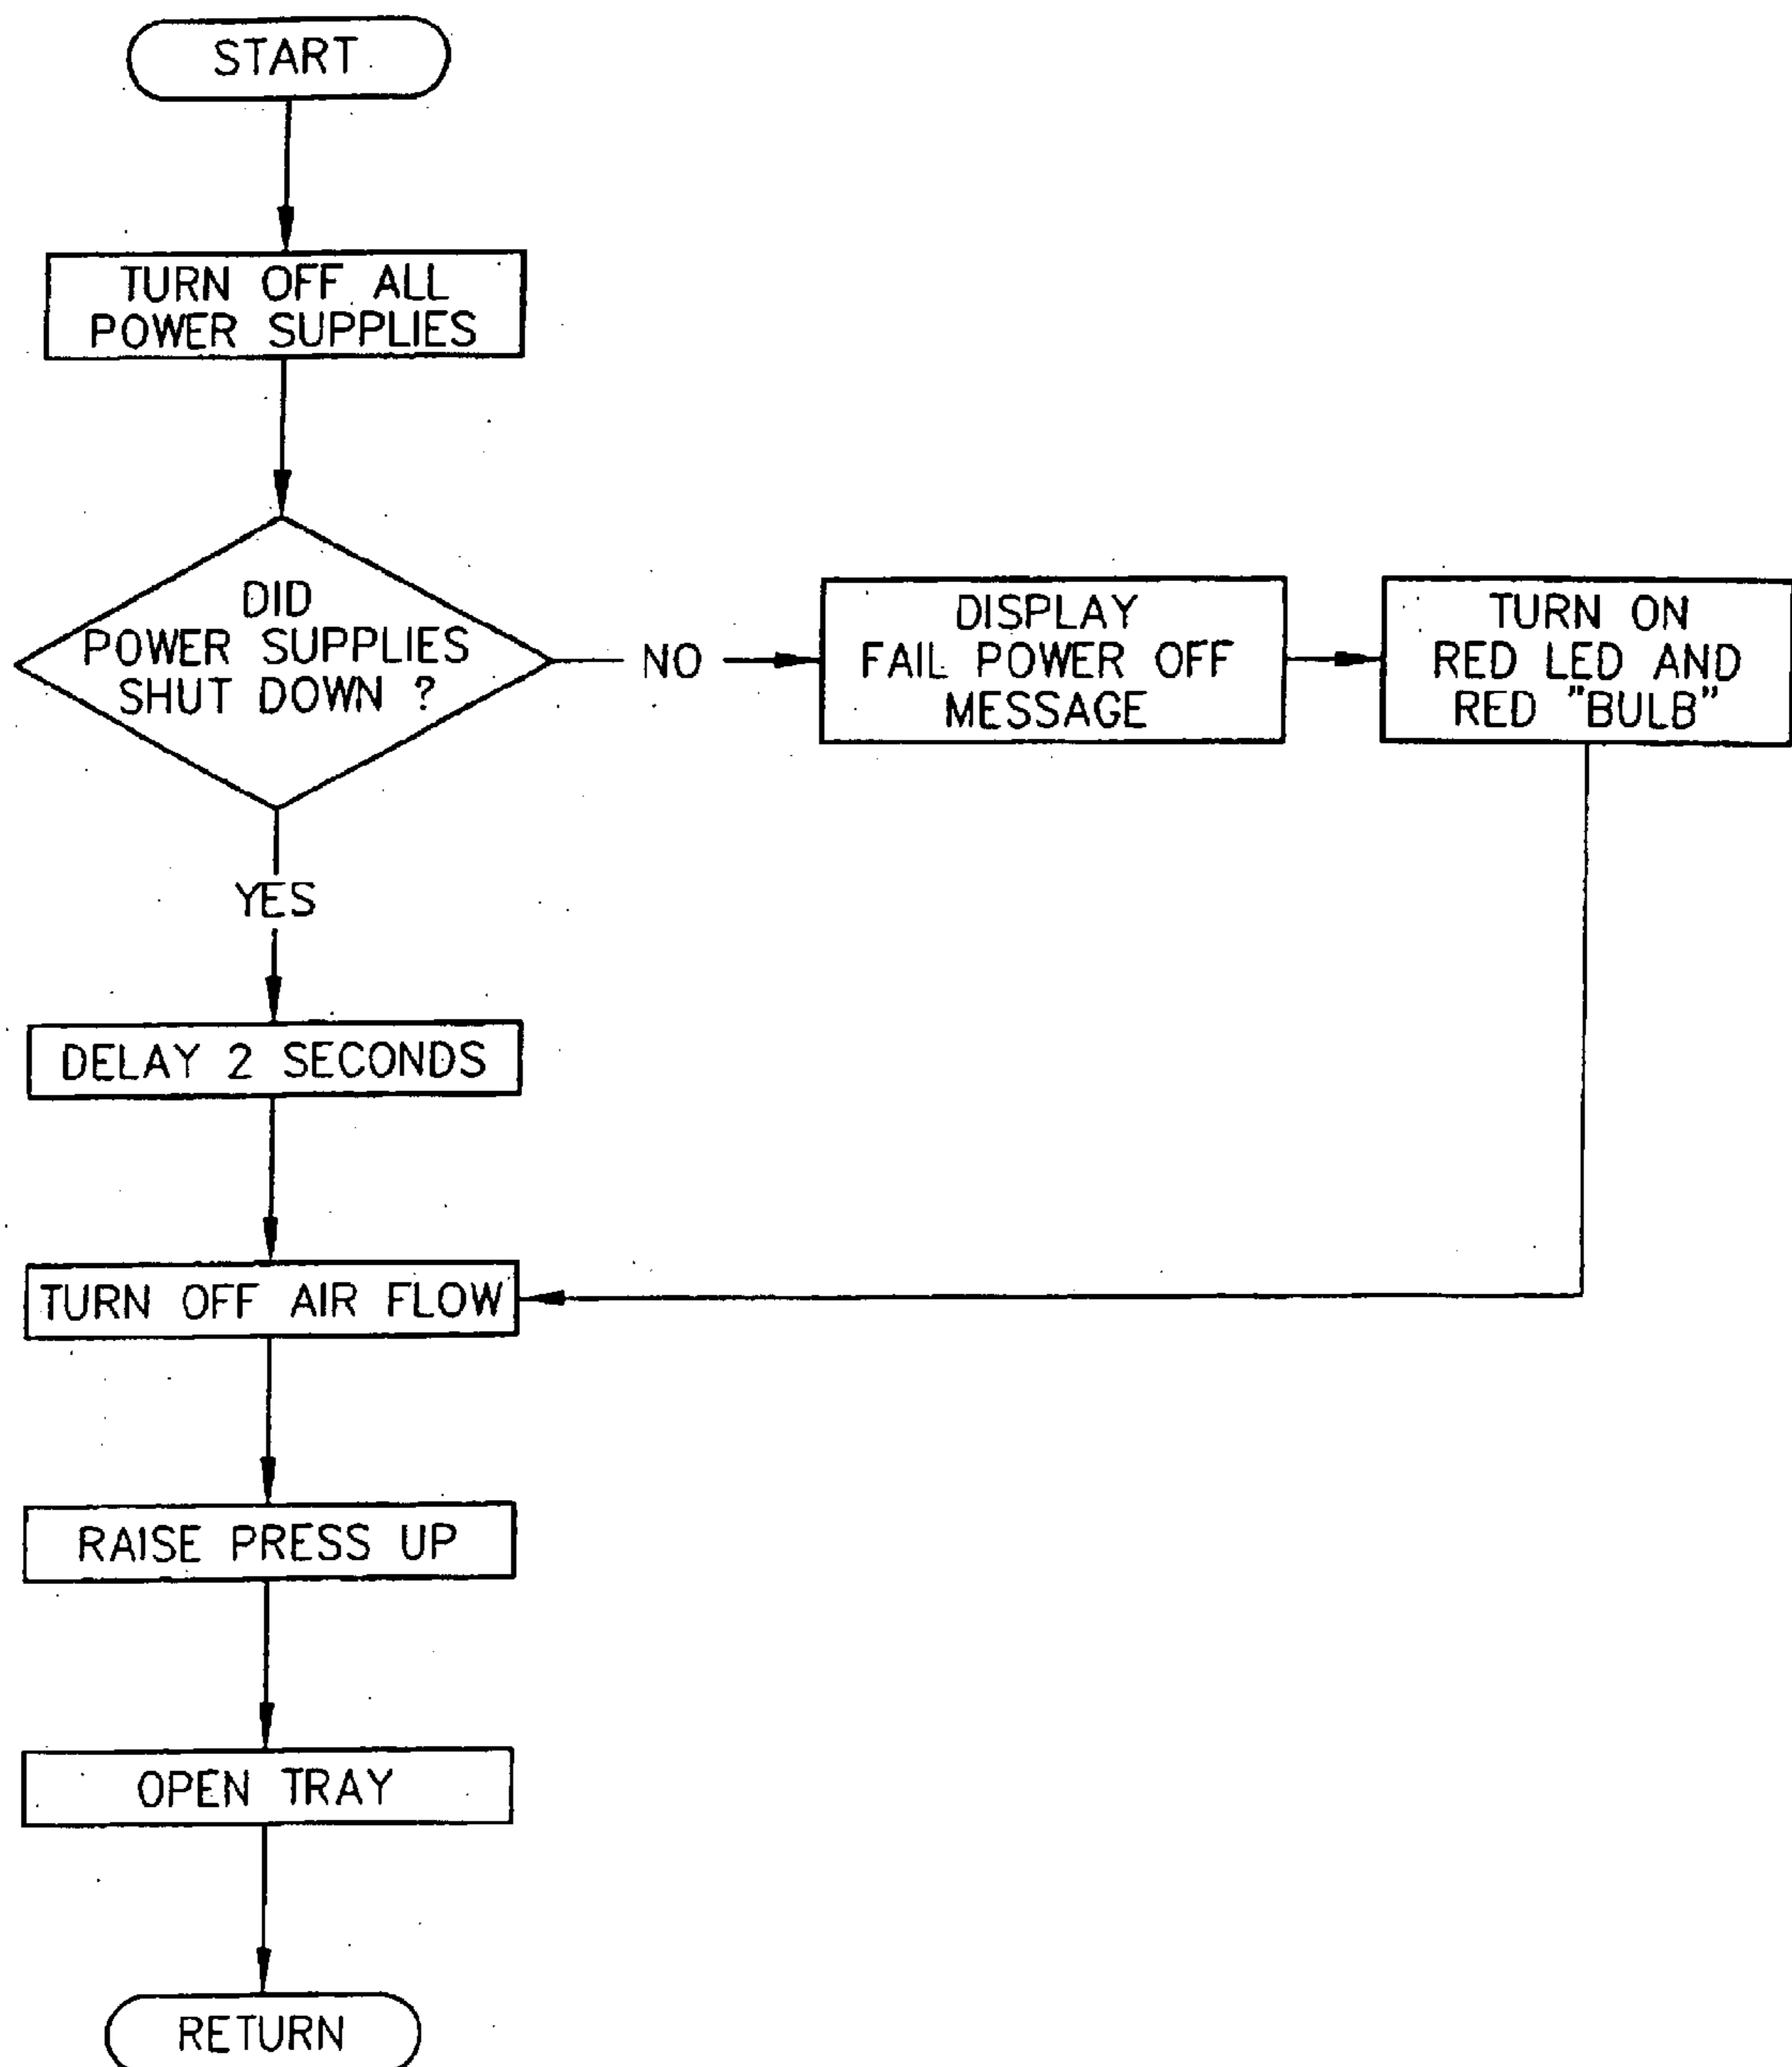 START
TURN OFF ALL
POWER SUPPLIES
DID
POWER SUPPLIES
SHUT DOWN ?
NO
DISPLAY
FAIL POWER OFF
MESSAGE
TURN ON
RED LED AND
RED "BULB"
YES
DELAY 2 SECONDS
TURN OFF AIR FLOW
RAISE PRESS UP
OPEN TRAY
RETURN